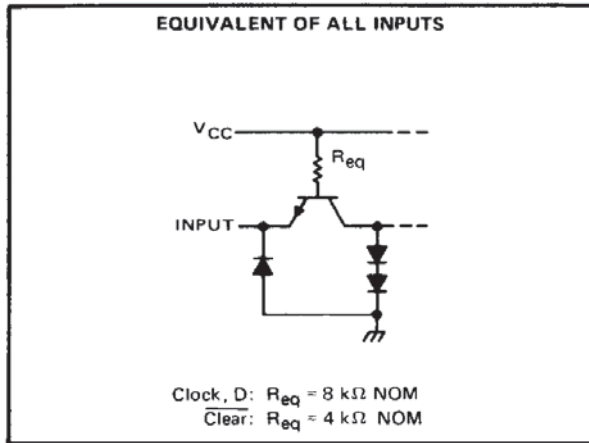 EQUIVALENT OF ALL INPUTS
VCC
Req
INPUT
Clock, D: Req = 8 kΩ NOM
Clear: Req = 4 kΩ NOM